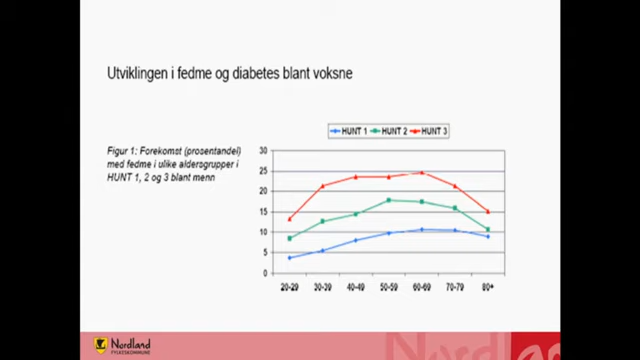 Utviklingen i fedme og diabetes blant voksne
Figur 1: Forekomst (prosentandel)
med fedme i ulike aldersgrupper i
HUNT 1, 2 og 3 blant menn
HUNT 1 HUNT 2 HUNT 3
30
25
20
15
10
5
0
20-29 30-39 40-49 50-59 60-69 70-79 80+
Nordland
FYLKESKOMMUNE